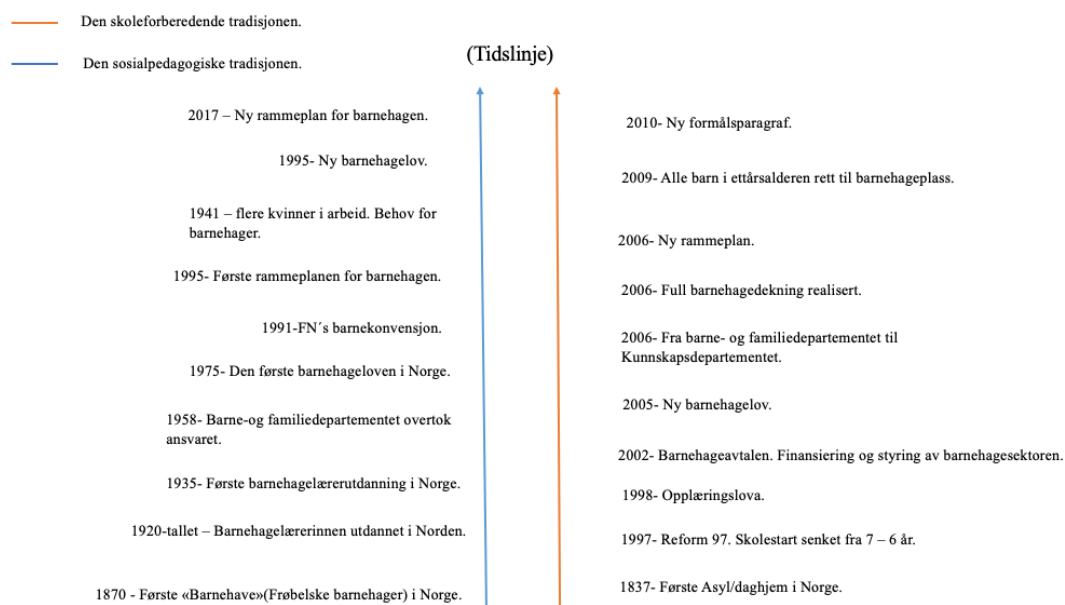 Den skoleforberedende tradisjonen.
Den sosialpedagogiske tradisjonen.
(Tidslinje)
2017 – Ny rammeplan for barnehagen.
1995- Ny barnehagelov.
1941 – flere kvinner i arbeid. Behov for
barnehager.
1995- Første rammeplanen for barnehagen.
1991-FN´s barnekonvensjon.
1975- Den første barnehageloven i Norge.
1958- Barne-og familiedepartementet overtok
ansvaret.
1935- Første barnehagelærerutdanning i Norge.
1920-tallet – Barnehagelærerinnen utdannet i Norden.
1870 - Første «Barnehave»(Frøbelske barnehager) i Norge.
2010- Ny formålsparagraf.
2009- Alle barn i ettårsalderen rett til barnehageplass.
2006- Ny rammeplan.
2006- Full barnehagedekning realisert.
2006- Fra barne- og familiedepartementet til
Kunnskapsdepartementet.
2005- Ny barnehagelov.
2002- Barnehageavtalen. Finansiering og styring av barnehagesektoren.
1998- Opplæringslova.
1997- Reform 97. Skolestart senket fra 7 – 6 år.
1837- Første Asyl/daghjem i Norge.